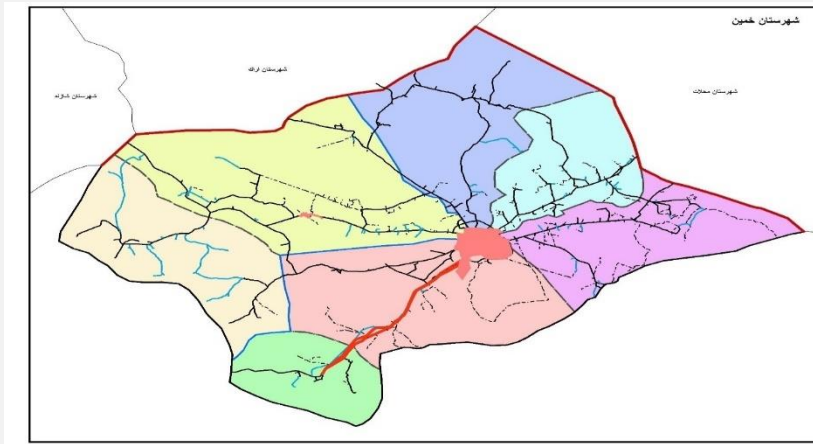 شهرستان خمین
شهرستان اراک
شهرستان شازند
شهرستان محلات